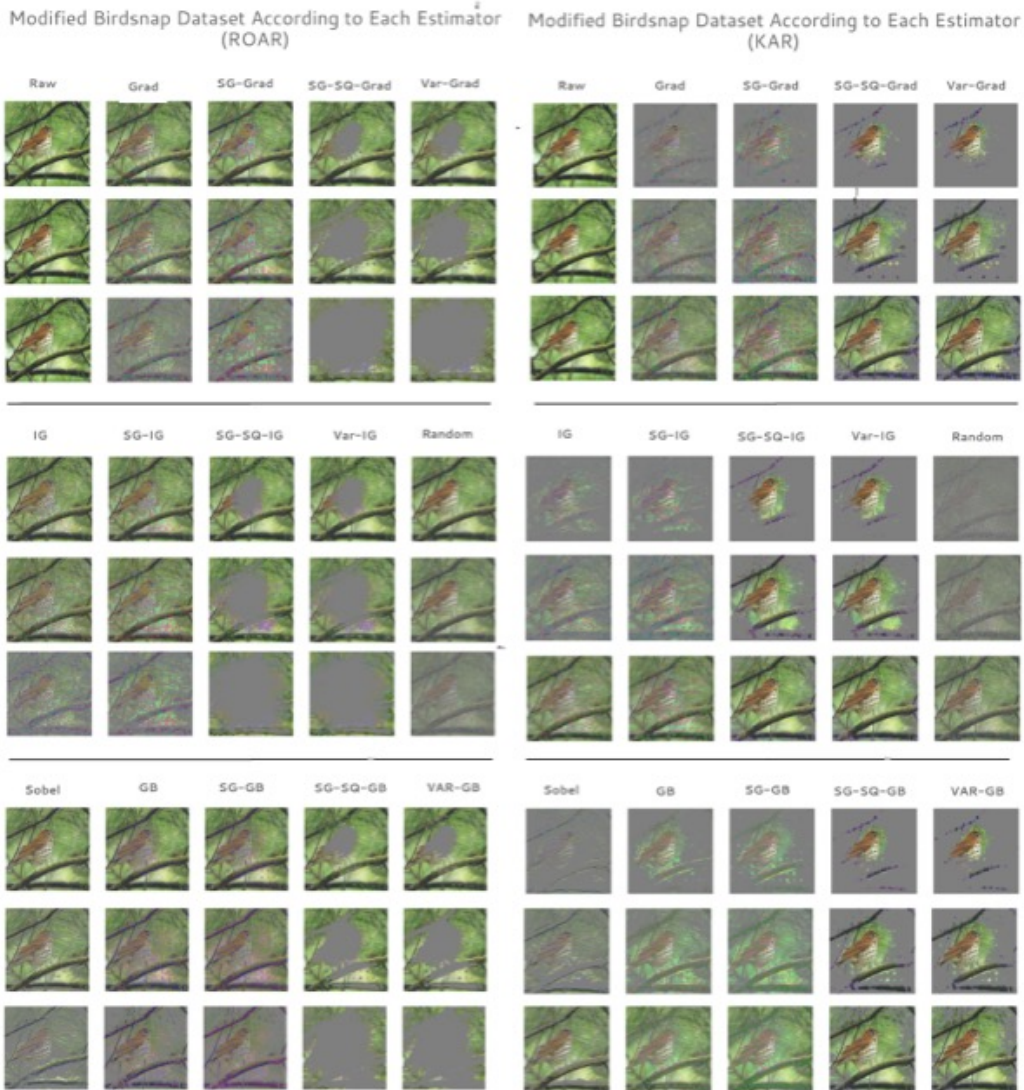 Modified Birdsnap Dataset According to Each Estimator
(ROAR)
Raw Grad SG-Grad SG-SQ-Grad Var-Grad
IG SG-IG SG-SQ-IG Var-IG Random
Sobel GB SG-GB SG-SQ-GB VAR-GB
Modified Birdsnap Dataset According to Each Estimator
(KAR)
Raw Grad SG-Grad SG-SQ-Grad Var-Grad
IG SG-IG SG-SQ-IG Var-IG Random
Sobel GB SG-GB SG-SQ-GB VAR-GB